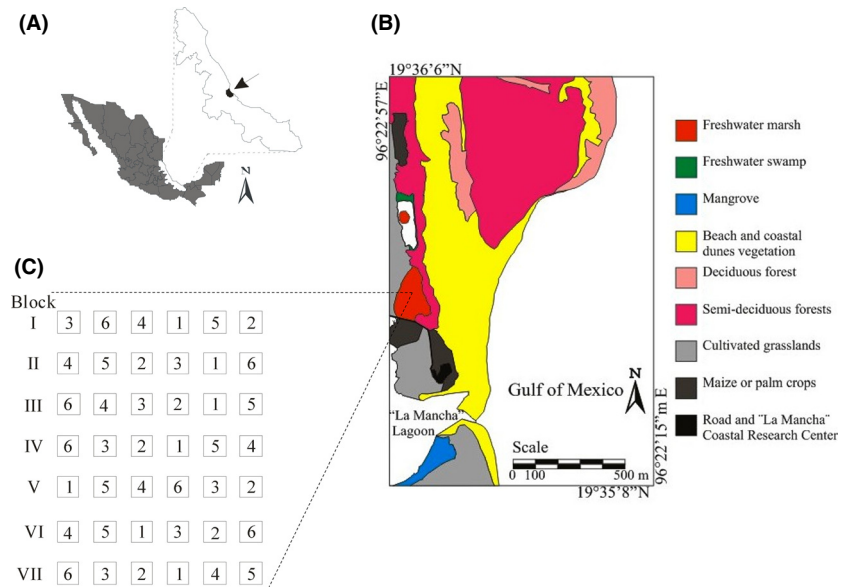 (A)
N
(B)
19°36’6”N
96°22’57”E
Freshwater marsh
Freshwater swamp
Mangrove
Beach and coastal
dunes vegetation
Deciduous forest
Semi-deciduous forests
Cultivated grasslands
Maize or palm crops
Road and ¨La Mancha¨
Coastal Research Center
Gulf of Mexico
N
“La Mancha”
Lagoon
Scale
0 100 500 m
96°22’15”m E
19°35’8”N
(C)
Block
I 3 6 4 1 5 2
II 4 5 2 3 1 6
III 6 4 3 2 1 5
IV 6 3 2 1 5 4
V 1 5 4 6 3 2
VI 4 5 1 3 2 6
VII 6 3 2 1 4 5